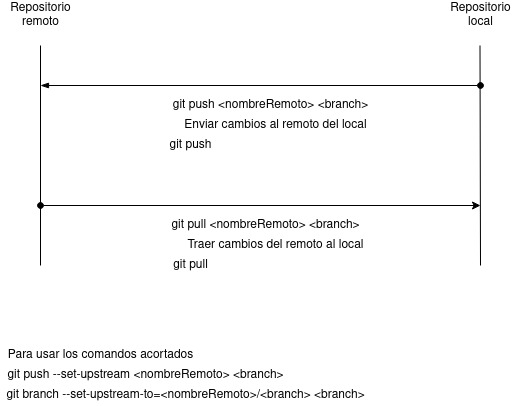 Repositorio
remoto
Repositorio
local
git push <nombreRemoto> <branch>
Enviar cambios al remoto del local
git push
git pull <nombreRemoto> <branch>
Traer cambios del remoto al local
git pull
Para usar los comandos acortados
git push --set-upstream <nombreRemoto> <branch>
git branch --set-upstream-to=<nombreRemoto>/<branch> <branch>